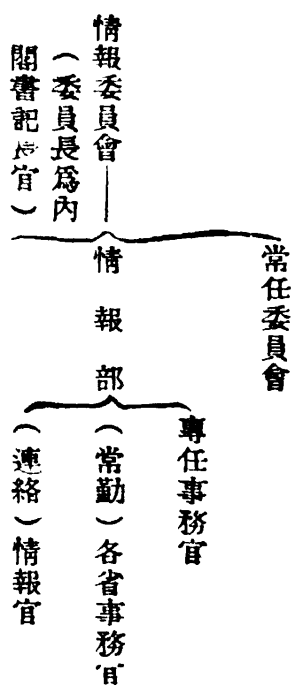 情報委員會
（委員長爲內
閣書記長官）
常任委員會
情報部
專任事務官
（常勤）各省事務官
（連絡）情報官